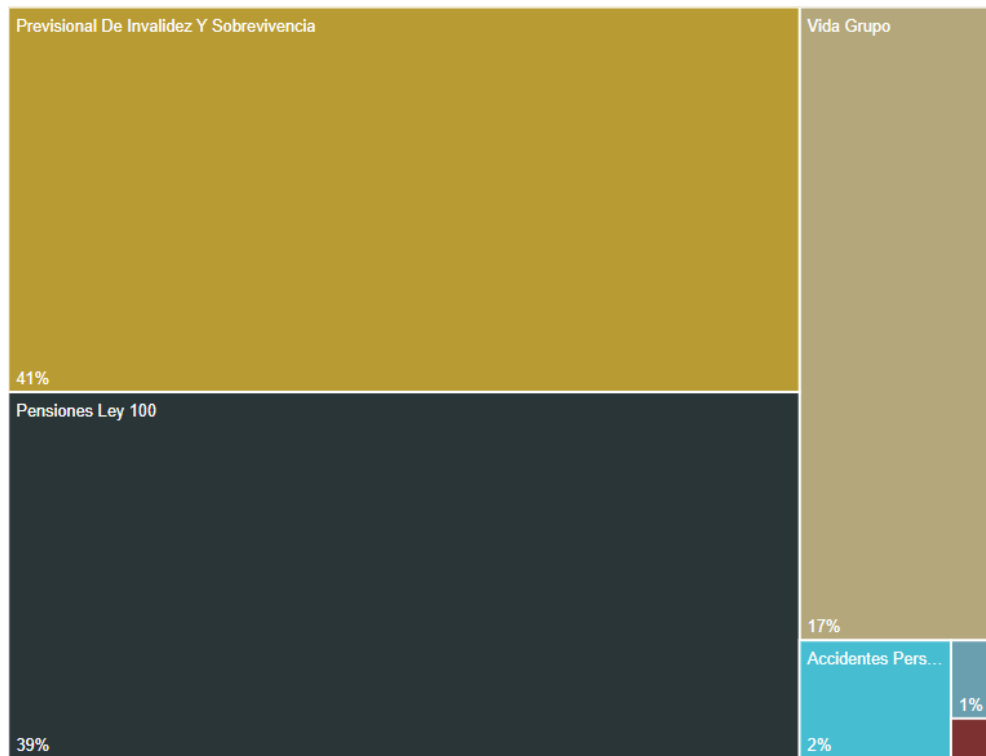 Previsional De Invalidez Y Sobrevivencia
41%
Pensiones Ley 100
39%
Vida Grupo
17%
Accidentes Pers...
2%
1%